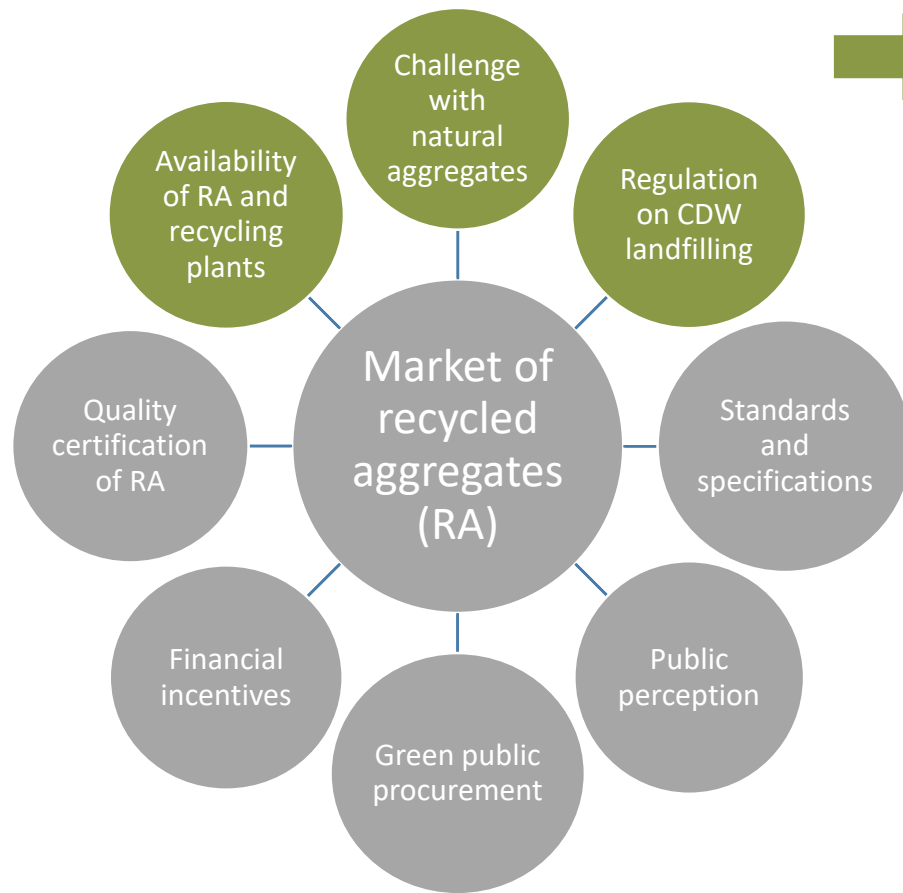 Challenge
with
natural
aggregates
Availability
of RA and
recycling
plants
Regulation
on CDW
landfilling
Market of
recycled
aggregates
(RA)
Quality
certification
of RA
Standards
and
specifications
Financial
incentives
Public
perception
Green public
procurement